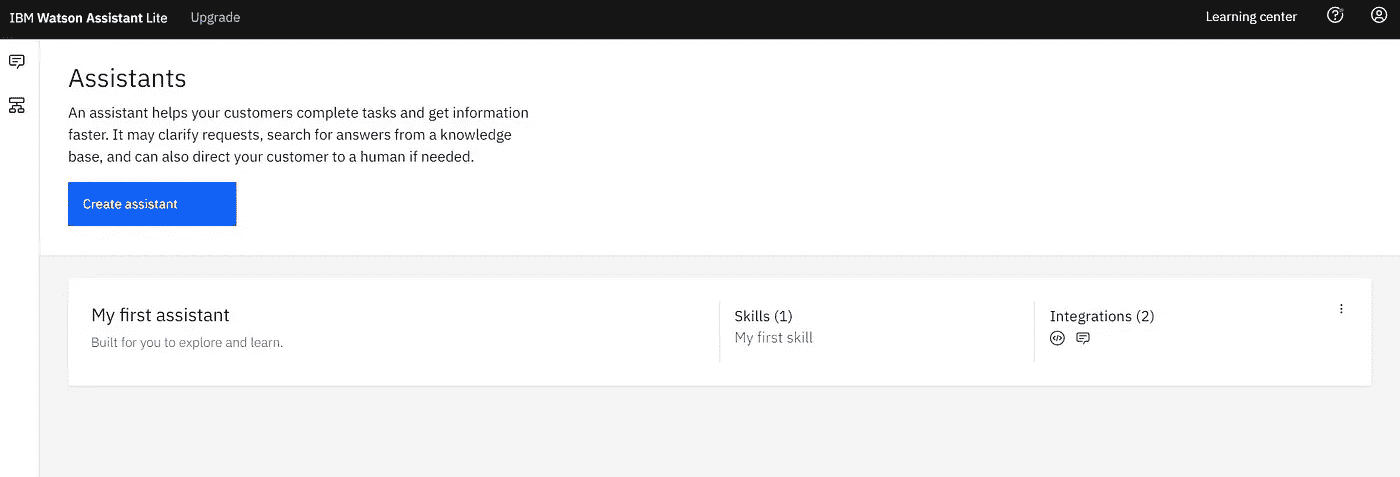 IBM Watson Assistant Lite Upgrade Learning center
Assistants
An assistant helps your customers complete tasks and get information
faster. It may clarify requests, search for answers from a knowledge
base, and can also direct your customer to a human if needed.
Create assistant
My first assistant
Built for you to explore and learn.
Skills (1)
My first skill
Integrations (2)